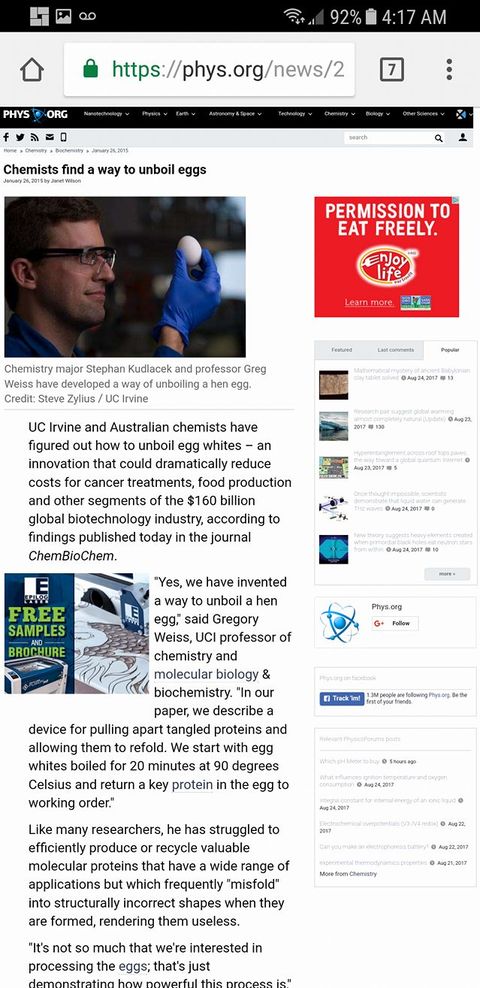 92% 4:17 AM
https://phys.org/news/2
7
PHYS ORG Nanotechnology Physics Earth Astronomy & Space Technology Chemistry Biology Other Sciences
search
Home Chemistry Biochemistry January 26, 2015
Chemists find a way to unboil eggs
January 26, 2015 by Janet Wilson
Chemistry major Stephan Kudlacek and professor Greg
Weiss have developed a way of unboiling a hen egg.
Credit: Steve Zylius / UC Irvine
UC Irvine and Australian chemists have
figured out how to unboil egg whites – an
innovation that could dramatically reduce
costs for cancer treatments, food production
and other segments of the $160 billion
global biotechnology industry, according to
findings published today in the journal
ChemBioChem.
EPILOG
FREE
SAMPLES
AND
BROCHURE
"Yes, we have invented
a way to unboil a hen
egg," said Gregory
Weiss, UCI professor of
chemistry and
molecular biology &
biochemistry. "In our
paper, we describe a
device for pulling apart tangled proteins and
allowing them to refold. We start with egg
whites boiled for 20 minutes at 90 degrees
Celsius and return a key protein in the egg to
working order."
Like many researchers, he has struggled to
efficiently produce or recycle valuable
molecular proteins that have a wide range of
applications but which frequently "misfold"
into structurally incorrect shapes when they
are formed, rendering them useless.
"It's not so much that we're interested in
processing the eggs; that's just
demonstrating how powerful this process is,"
PERMISSION TO
EAT FREELY.
Enjoy
life
Learn more.
Featured Last comments Popular
Mathematical mystery of ancient Babylonian
clay tablet solved Aug 24, 2017 13
Research pair suggest global warming
almost completely natural (Update) Aug 23,
2017 130
Hyperentanglement across roof tops paves
the way toward a global quantum Internet
Aug 23, 2017 5
Once thought impossible, scientists
demonstrate that liquid water can generate
THz waves Aug 24, 2017 0
New theory suggests heavy elements created
when primordial black holes eat neutron stars
from within Aug 24, 2017 10
more »
Phys.org
G+ Follow
Phys.org on facebook
Track 'im! 1.3M people are following Phys.org. Be the
first of your friends.
Relevant PhysicsForums posts
Which pH Meter to buy 5 hours ago
What influences ignition temperature and oxygen
consumption Aug 24, 2017
Integral constant for internal energy of an ionic liquid
Aug 24, 2017
Electrochemical overpotentials (V3-/V4 redox) Aug 22,
2017
Can you make an electrophoresis battery? Aug 22, 2017
experimental thermodynamics properties Aug 21, 2017
More from Chemistry